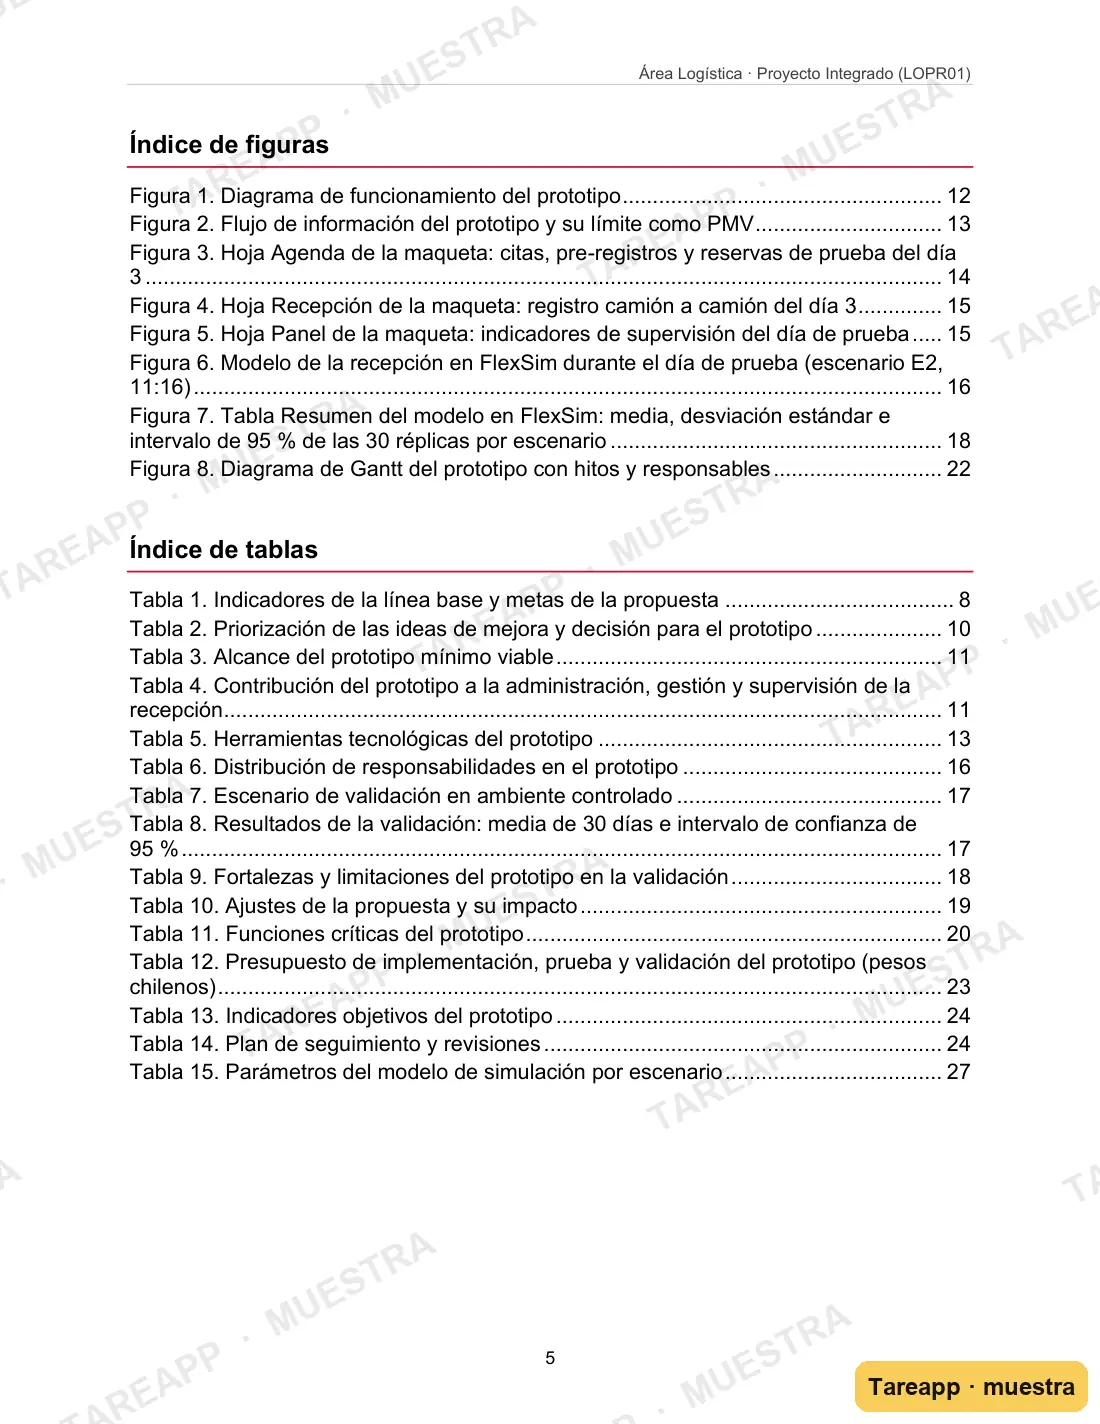 Área Logística · Proyecto Integrado (LOPR01)
Índice de figuras
Figura 1. Diagrama de funcionamiento del prototipo..................................................... 12
Figura 2. Flujo de información del prototipo y su límite como PMV............................... 13
Figura 3. Hoja Agenda de la maqueta: citas, pre-registros y reservas de prueba del día
3.................................................................................................................................... 14
Figura 4. Hoja Recepción de la maqueta: registro camión a camión del día 3.............. 15
Figura 5. Hoja Panel de la maqueta: indicadores de supervisión del día de prueba..... 15
Figura 6. Modelo de la recepción en FlexSim durante el día de prueba (escenario E2,
11:16)............................................................................................................................ 16
Figura 7. Tabla Resumen del modelo en FlexSim: media, desviación estándar e
intervalo de 95 % de las 30 réplicas por escenario....................................................... 18
Figura 8. Diagrama de Gantt del prototipo con hitos y responsables............................ 22
Índice de tablas
Tabla 1. Indicadores de la línea base y metas de la propuesta ...................................... 8
Tabla 2. Priorización de las ideas de mejora y decisión para el prototipo..................... 10
Tabla 3. Alcance del prototipo mínimo viable................................................................ 11
Tabla 4. Contribución del prototipo a la administración, gestión y supervisión de la
recepción....................................................................................................................... 11
Tabla 5. Herramientas tecnológicas del prototipo ......................................................... 13
Tabla 6. Distribución de responsabilidades en el prototipo ........................................... 16
Tabla 7. Escenario de validación en ambiente controlado ............................................ 17
Tabla 8. Resultados de la validación: media de 30 días e intervalo de confianza de
95 %.............................................................................................................................. 17
Tabla 9. Fortalezas y limitaciones del prototipo en la validación................................... 18
Tabla 10. Ajustes de la propuesta y su impacto............................................................ 19
Tabla 11. Funciones críticas del prototipo..................................................................... 20
Tabla 12. Presupuesto de implementación, prueba y validación del prototipo (pesos
chilenos)........................................................................................................................ 23
Tabla 13. Indicadores objetivos del prototipo................................................................ 24
Tabla 14. Plan de seguimiento y revisiones.................................................................. 24
Tabla 15. Parámetros del modelo de simulación por escenario.................................... 27
5
Tareapp · muestra
TAREAPP · MUESTRA